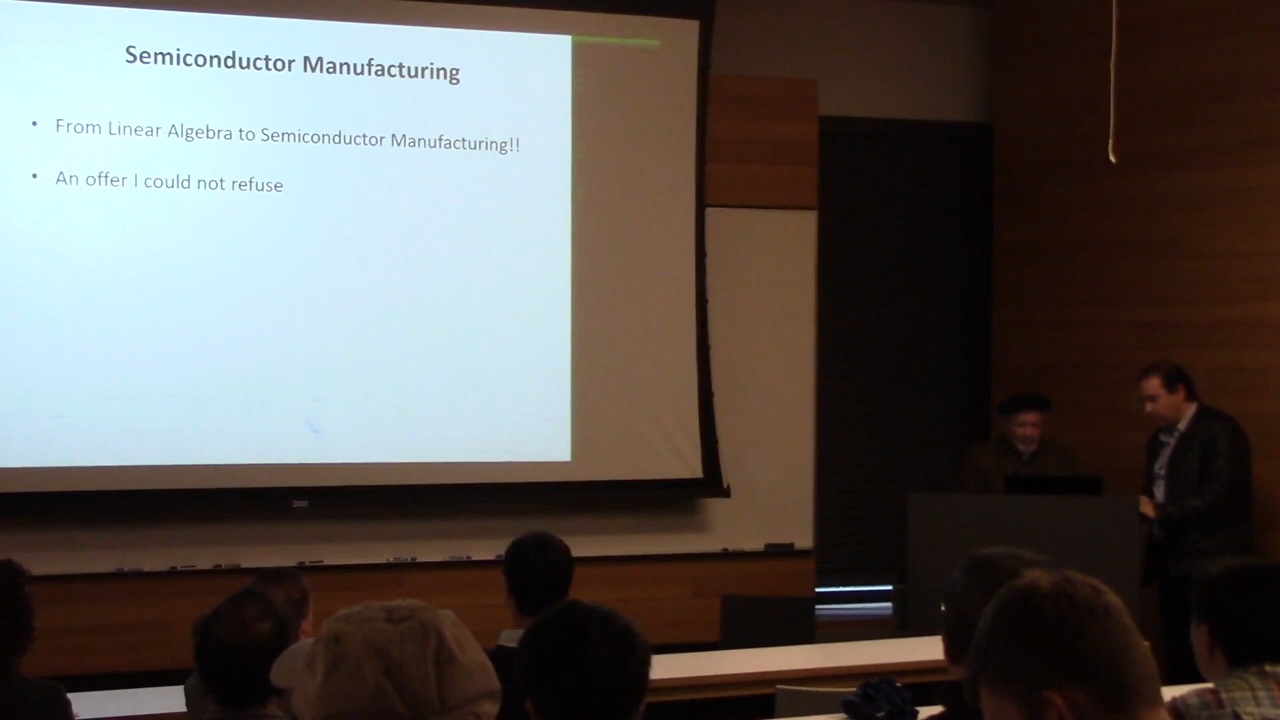 Semiconductor Manufacturing
• From Linear Algebra to Semiconductor Manufacturing!!
• An offer I could not refuse